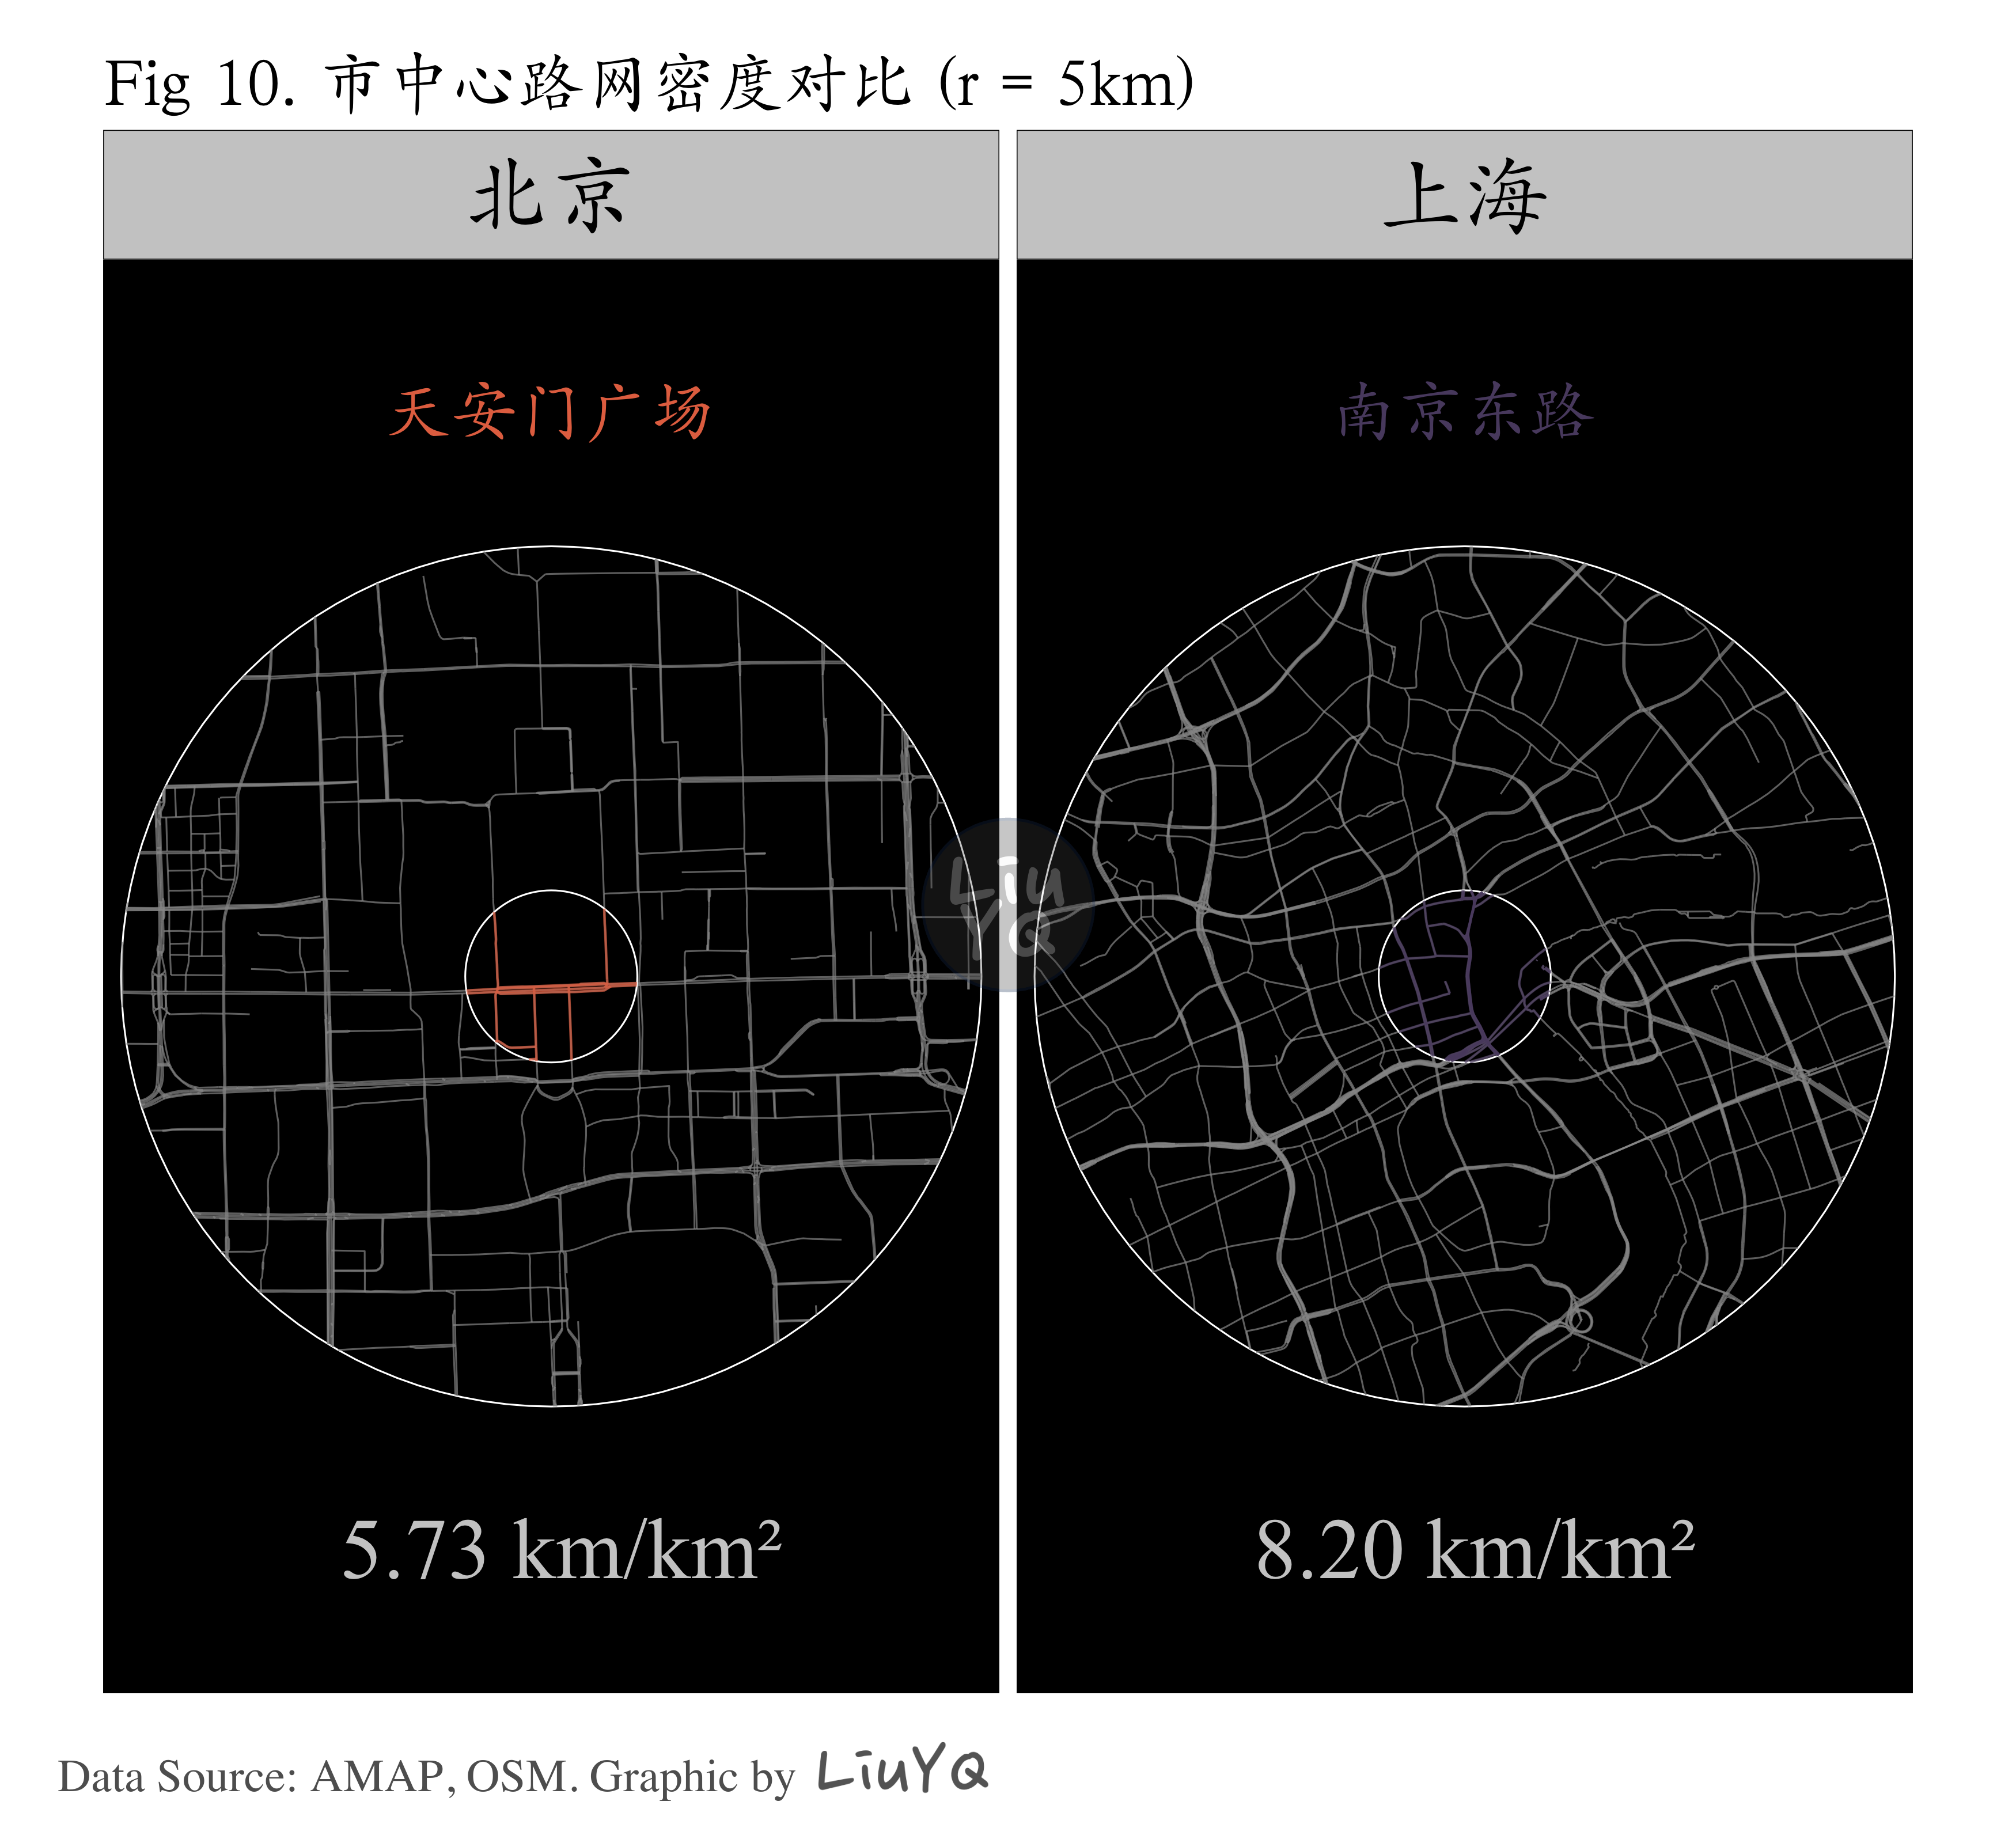 Fig 10. 市中心路网密度对比 (r = 5km)
北京
上海
天安门广场
南京东路
LiuYQ
5.73 km/km²
8.20 km/km²
Data Source: AMAP, OSM. Graphic by LiuYQ